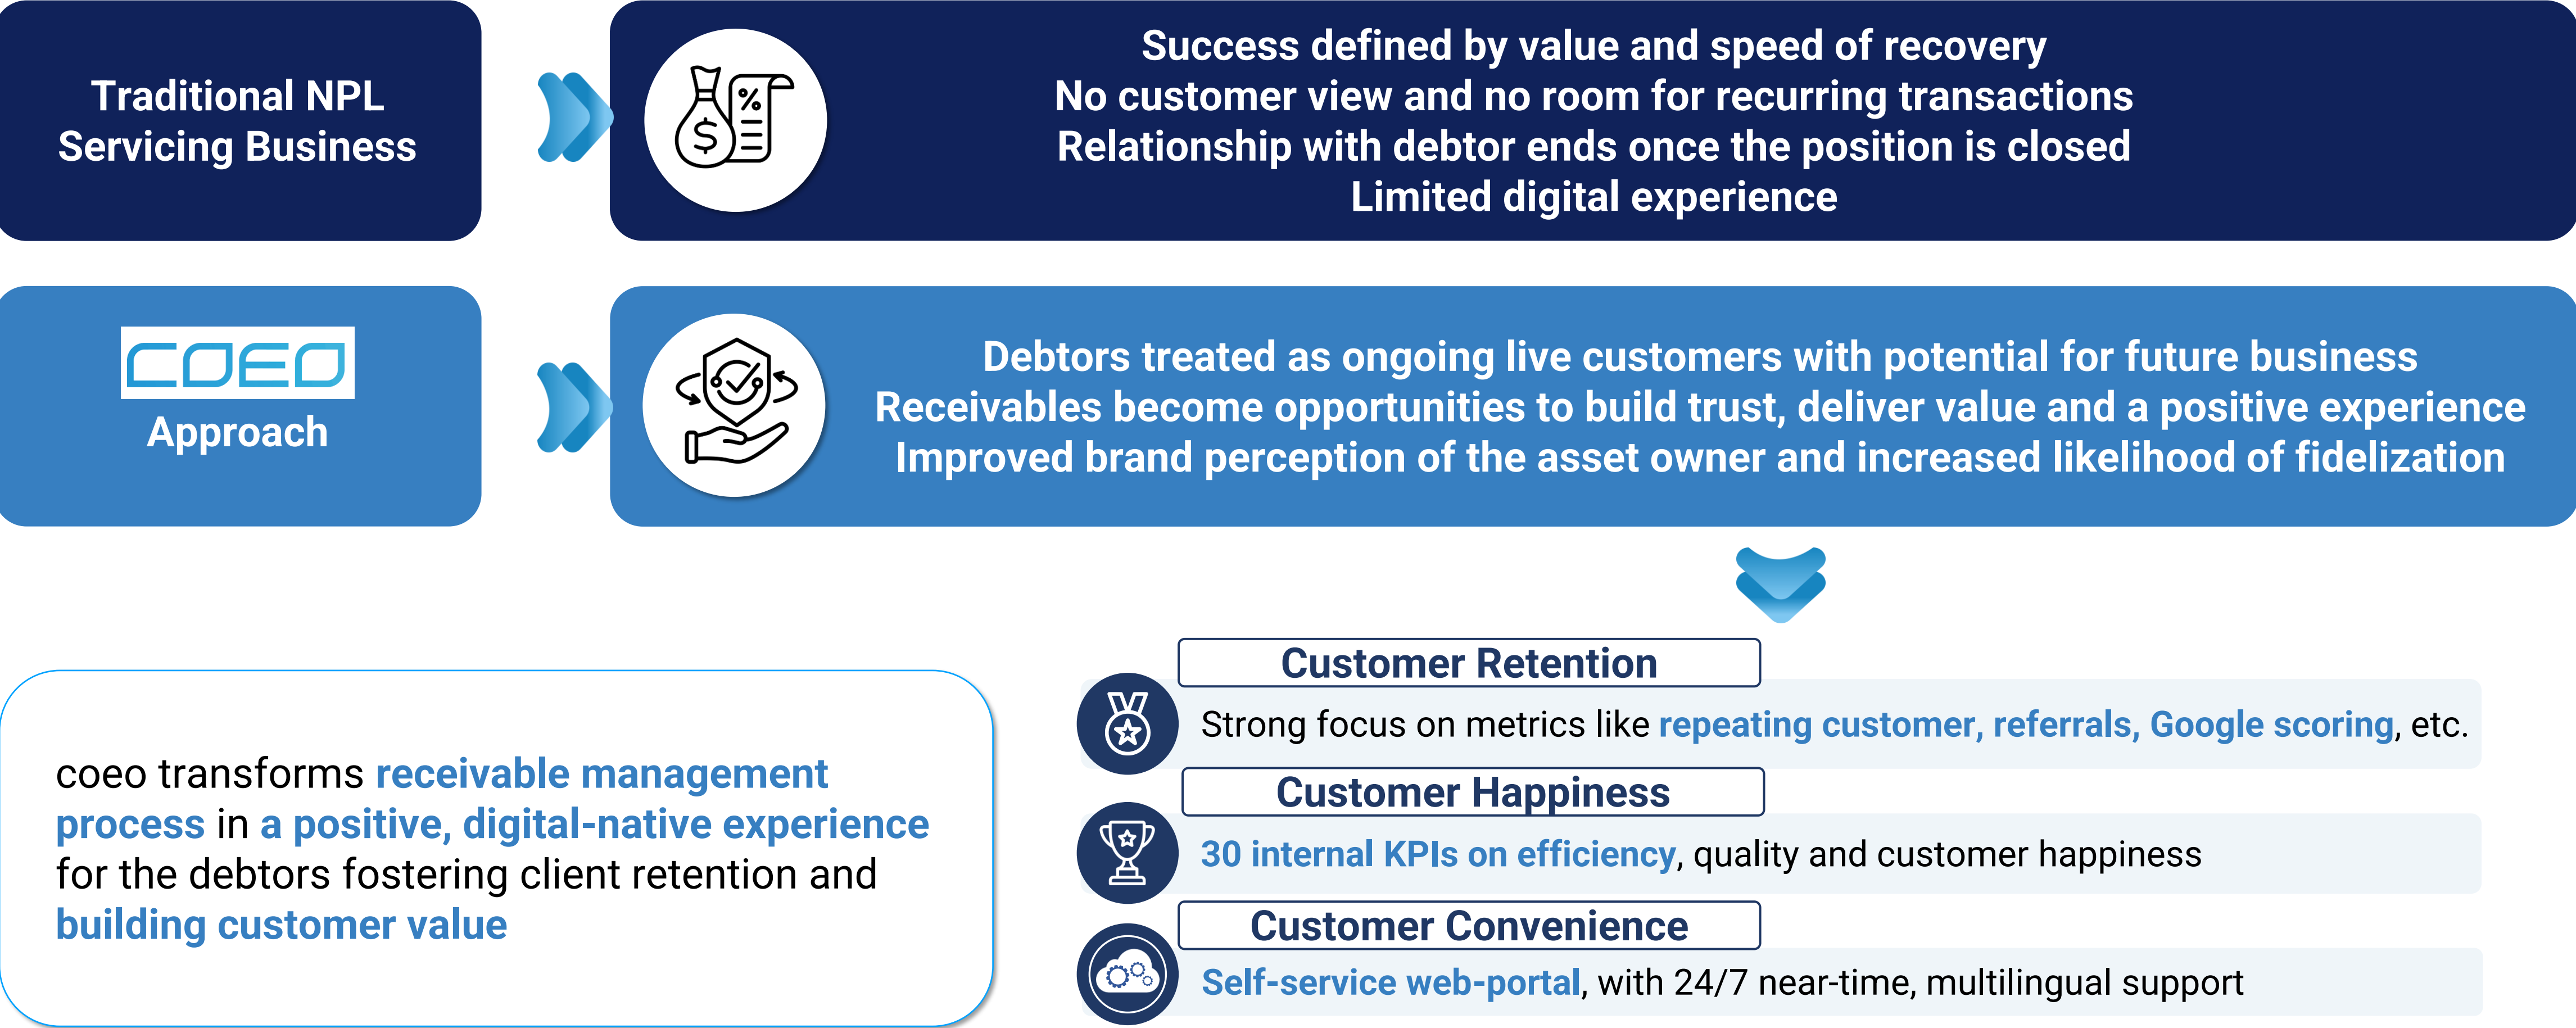 Traditional NPL
Servicing Business
Success defined by value and speed of recovery
No customer view and no room for recurring transactions
Relationship with debtor ends once the position is closed
Limited digital experience
COEO
Approach
Debtors treated as ongoing live customers with potential for future business
Receivables become opportunities to build trust, deliver value and a positive experience
Improved brand perception of the asset owner and increased likelihood of fidelization
coeo transforms receivable management
process in a positive, digital-native experience
for the debtors fostering client retention and
building customer value
Customer Retention
Strong focus on metrics like repeating customer, referrals, Google scoring, etc.
Customer Happiness
30 internal KPIs on efficiency, quality and customer happiness
Customer Convenience
Self-service web-portal, with 24/7 near-time, multilingual support